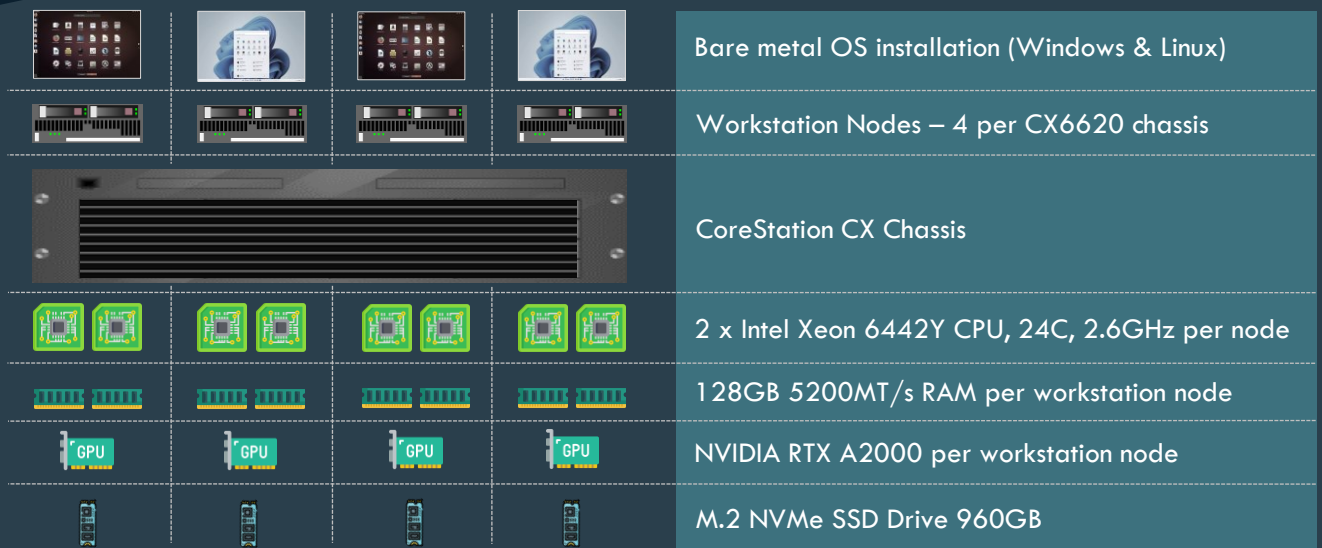 Bare metal OS installation (Windows & Linux)
Workstation Nodes – 4 per CX6620 chassis
CoreStation CX Chassis
2 x Intel Xeon 6442Y CPU, 24C, 2.6GHz per node
128GB 5200MT/s RAM per workstation node
GPU
GPU
GPU
GPU
NVIDIA RTX A2000 per workstation node
M.2 NVMe SSD Drive 960GB